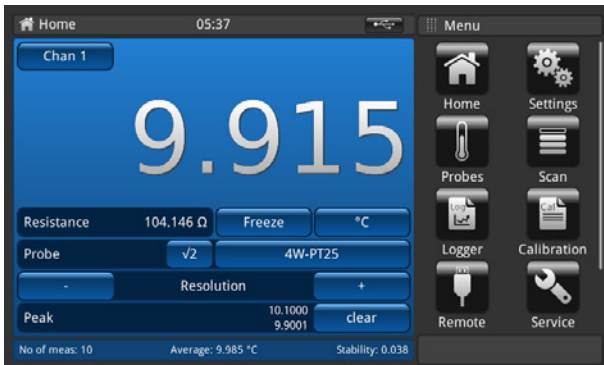 Home 05:37
Menu
Chan 1
9.915
Home Settings
Probes Scan
Resistance 104.146 Ω Freeze °C
Probe √2 4W-PT25
- Resolution +
Peak 10.1000 9.9001 clear
No of meas: 10 Average: 9.985 °C Stability: 0.038
Log Cal
Logger Calibration
Remote Service